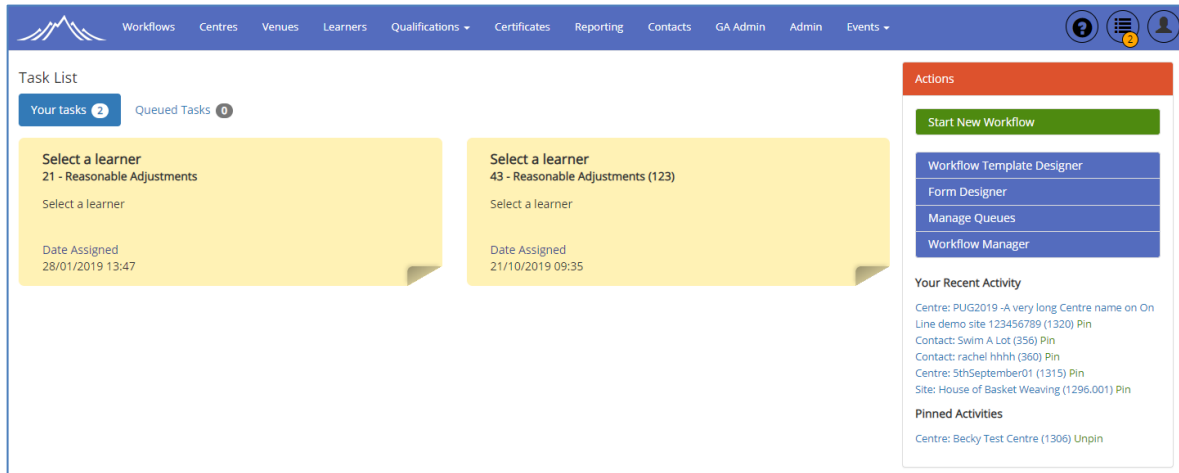 Workflows Centres Venues Learners Qualifications Certificates Reporting Contacts GA Admin Admin Events
2
Task List
Your tasks 2 Queued Tasks 0
Select a learner
21 - Reasonable Adjustments
Select a learner
Date Assigned
28/01/2019 13:47
Select a learner
43 - Reasonable Adjustments (123)
Select a learner
Date Assigned
21/10/2019 09:35
Actions
Start New Workflow
Workflow Template Designer
Form Designer
Manage Queues
Workflow Manager
Your Recent Activity
Centre: PUG2019 -A very long Centre name on On
Line demo site 123456789 (1320) Pin
Contact: Swim A Lot (356) Pin
Contact: rachel hhhh (360) Pin
Centre: 5thSeptember01 (1315) Pin
Site: House of Basket Weaving (1296.001) Pin
Pinned Activities
Centre: Becky Test Centre (1306) Unpin